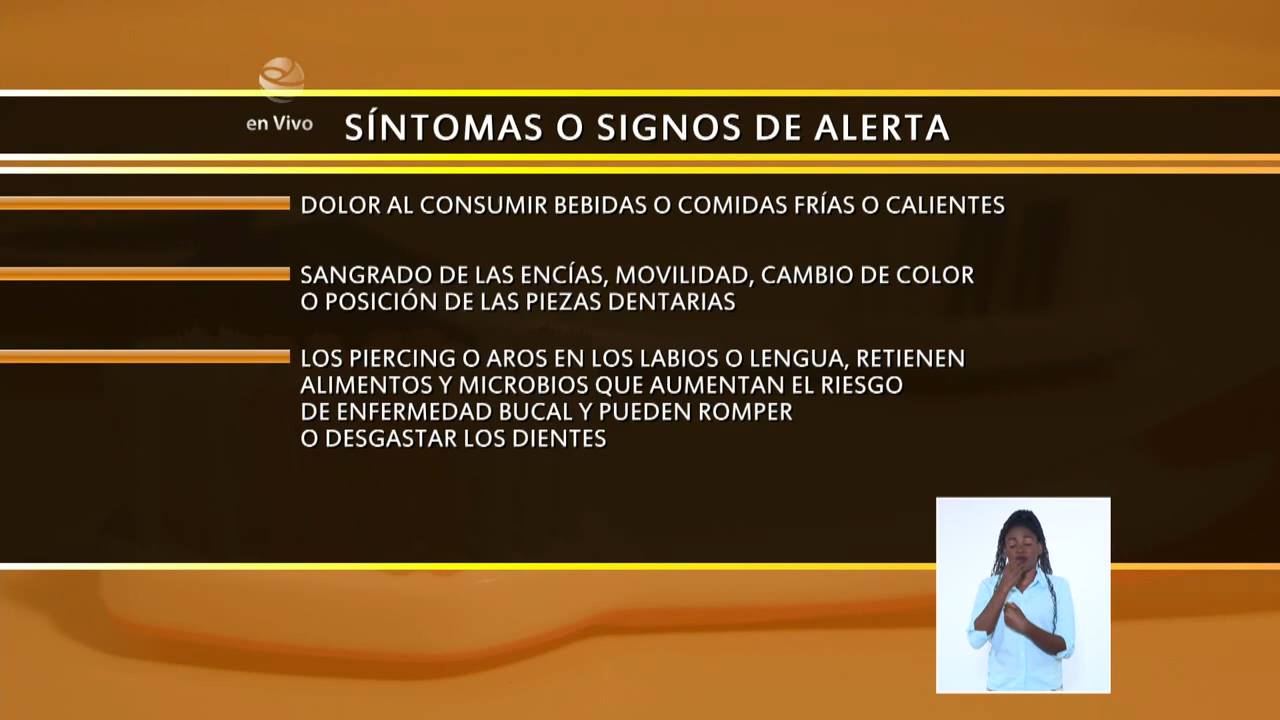 en Vivo
SÍNTOMAS O SIGNOS DE ALERTA
DOLOR AL CONSUMIR BEBIDAS O COMIDAS FRÍAS O CALIENTES
SANGRADO DE LAS ENCÍAS, MOVILIDAD, CAMBIO DE COLOR
O POSICIÓN DE LAS PIEZAS DENTARIAS
LOS PIERCING O AROS EN LOS LABIOS O LENGUA, RETIENEN
ALIMENTOS Y MICROBIOS QUE AUMENTAN EL RIESGO
DE ENFERMEDAD BUCAL Y PUEDEN ROMPER
O DESGASTAR LOS DIENTES